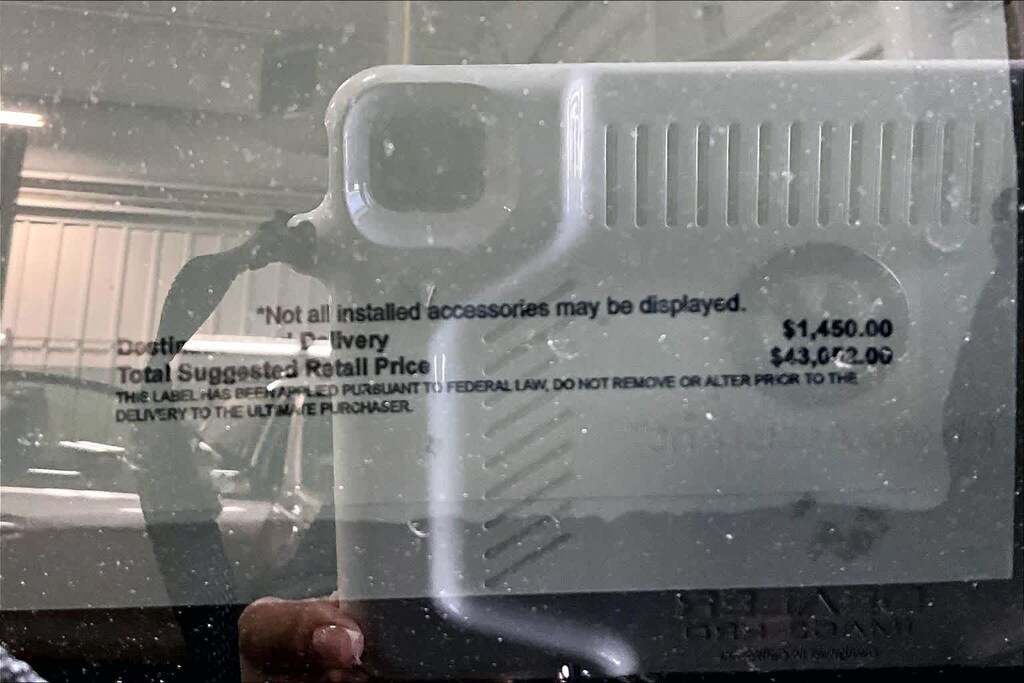 *Not all installed accessories may be displayed.
Delivery $1,450.00
Total Suggested Retail Price
THIS LABEL HAS BEEN APPLIED PURSUANT TO FEDERAL LAW, DO NOT REMOVE OR ALTER PRIOR TO THE
DELIVERY TO THE ULTIMATE PURCHASER.